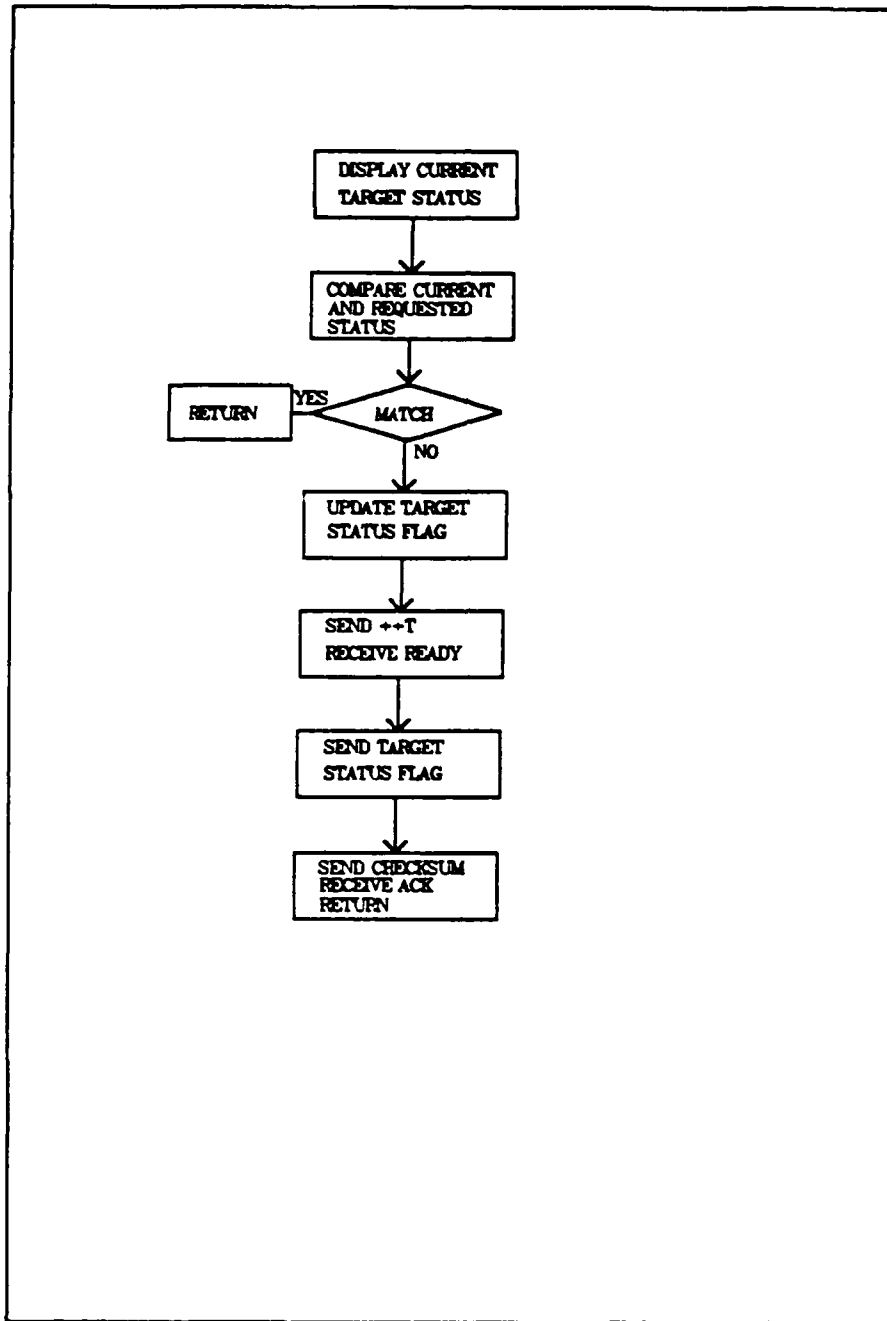 DISPLAY CURRENT
TARGET STATUS
COMPARE CURRENT
AND REQUESTED
STATUS
YES
RETURN
MATCH
NO
UPDATE TARGET
STATUS FLAG
SEND ++T
RECEIVE READY
SEND TARGET
STATUS FLAG
SEND CHECKSUM
RECEIVE ACK
RETURN